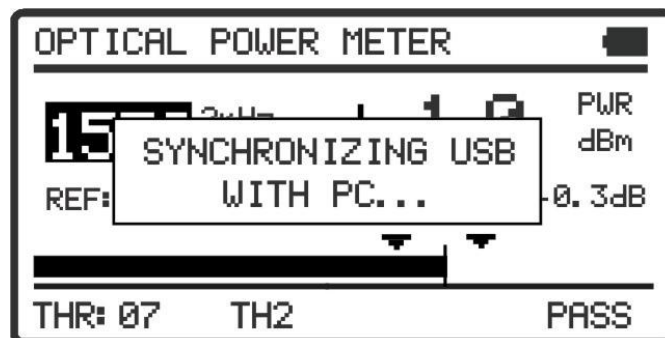 OPTICAL POWER METER
PWR
dBm
SYNCHRONIZING USB
WITH PC...
REF: -0.3dB
THR: 07 TH2 PASS